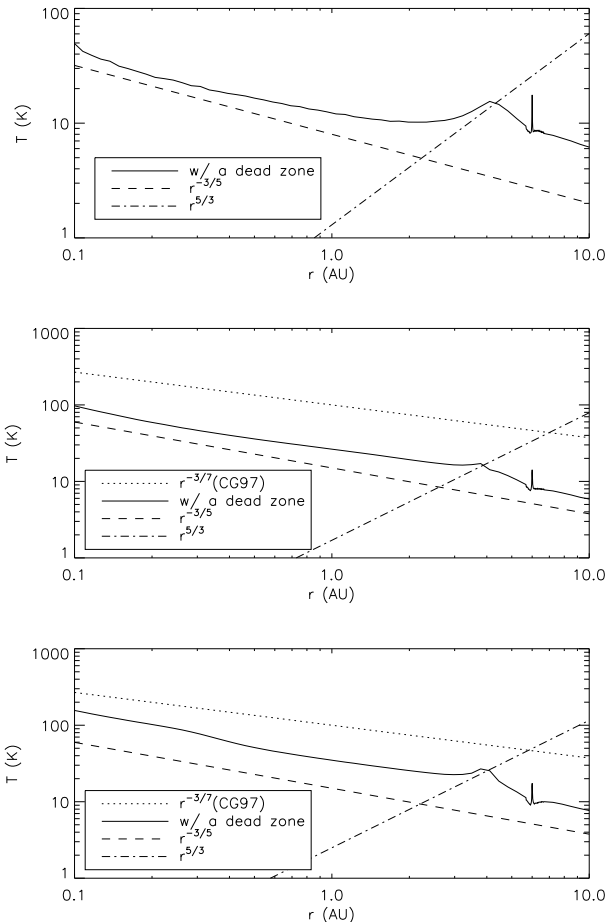 100
10
1
T (K)
w/ a dead zone
r^-3/5
r^5/3
0.1
1.0
10.0
r (AU)
1000
100
10
1
T (K)
r^-3/7(CG97)
w/ a dead zone
r^-3/5
r^5/3
0.1
1.0
10.0
r (AU)
1000
100
10
1
T (K)
r^-3/7(CG97)
w/ a dead zone
r^-3/5
r^5/3
0.1
1.0
10.0
r (AU)